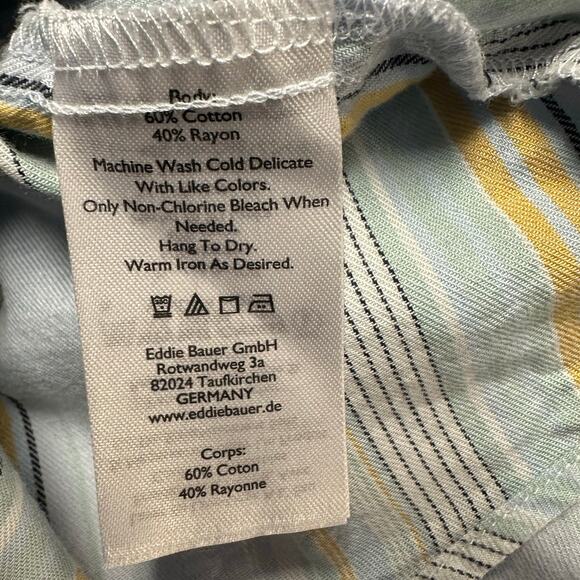 Body:
60% Cotton
40% Rayon
Machine Wash Cold Delicate
With Like Colors.
Only Non-Chlorine Bleach When
Needed.
Hang To Dry.
Warm Iron As Desired.
Eddie Bauer GmbH
Rotwandweg 3a
82024 Taufkirchen
GERMANY
www.eddiebauer.de
Corps:
60% Coton
40% Rayonne